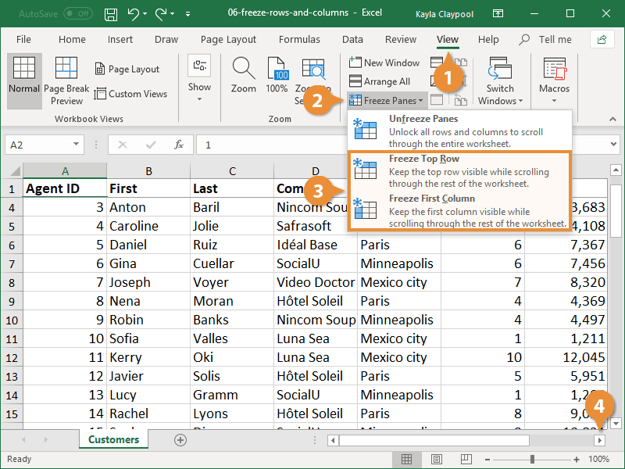 AutoSave Off 06-freeze-rows-and-columns - Excel Kayla Claypool
File Home Insert Page Layout Formulas Data Review View Help Tell me
1
Normal
Page Break Preview
Page Layout
Custom Views
Workbook Views
Show
Zoom
100%
Zoom
New Window
Arrange All
2 Freeze Panes
Switch Windows
Macros
Macros
Unfreeze Panes
Unlock all rows and columns to scroll
through the entire worksheet.
3
Freeze Top Row
Keep the top row visible while scrolling
through the rest of the worksheet.
Freeze First Column
Keep the first column visible while
scrolling through the rest of the worksheet.
A2 fx 1
A B C D
1 Agent ID First Last
4 3 Anton Baril Nincom Soup 3,683
5 4 Caroline Jolie Safrasoft 4,108
6 5 Daniel Ruiz Idéal Base Paris 6 7,367
7 6 Gina Cuellar SocialU Minneapolis 6 7,456
8 7 Joseph Voyer Video Doctor Mexico city 7 8,320
9 8 Nena Moran Hôtel Soleil Paris 4 4,369
10 9 Robin Banks Nincom Soup Minneapolis 4 4,497
11 10 Sofia Valles Luna Sea Mexico city 1 1,211
12 11 Kerry Oki Luna Sea Mexico city 10 12,045
13 12 Javier Solis Hôtel Soleil Paris 5 5,951
14 13 Lucy Gramm SocialU Minneapolis 1
15 14 Rachel Lyons Hôtel Soleil Paris 8
4
Customers
Ready 100%